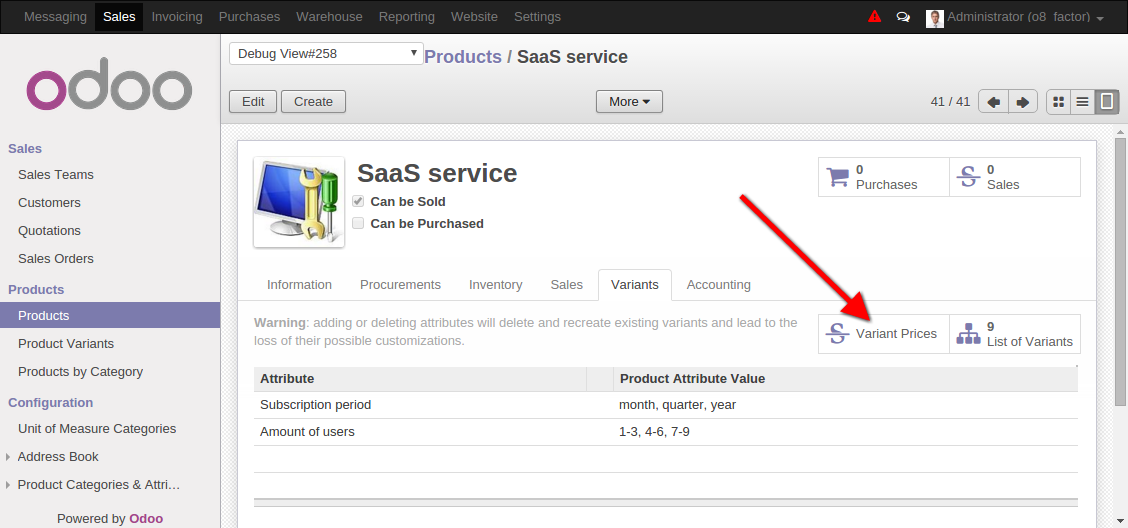 Messaging Sales Invoicing Purchases Warehouse Reporting Website Settings Administrator (o8_factor)
odoo
Debug View#258 Products / SaaS service
Edit Create More 41 / 41
Sales
Sales Teams
Customers
Quotations
Sales Orders
Products
Products
Product Variants
Products by Category
Configuration
Unit of Measure Categories
Address Book
Product Categories & Attri…
Powered by Odoo
SaaS service
Can be Sold
Can be Purchased
0
Purchases
0
Sales
Information Procurements Inventory Sales Variants Accounting
Warning: adding or deleting attributes will delete and recreate existing variants and lead to the
loss of their possible customizations.
Variant Prices
9
List of Variants
Attribute Product Attribute Value
Subscription period month, quarter, year
Amount of users 1-3, 4-6, 7-9